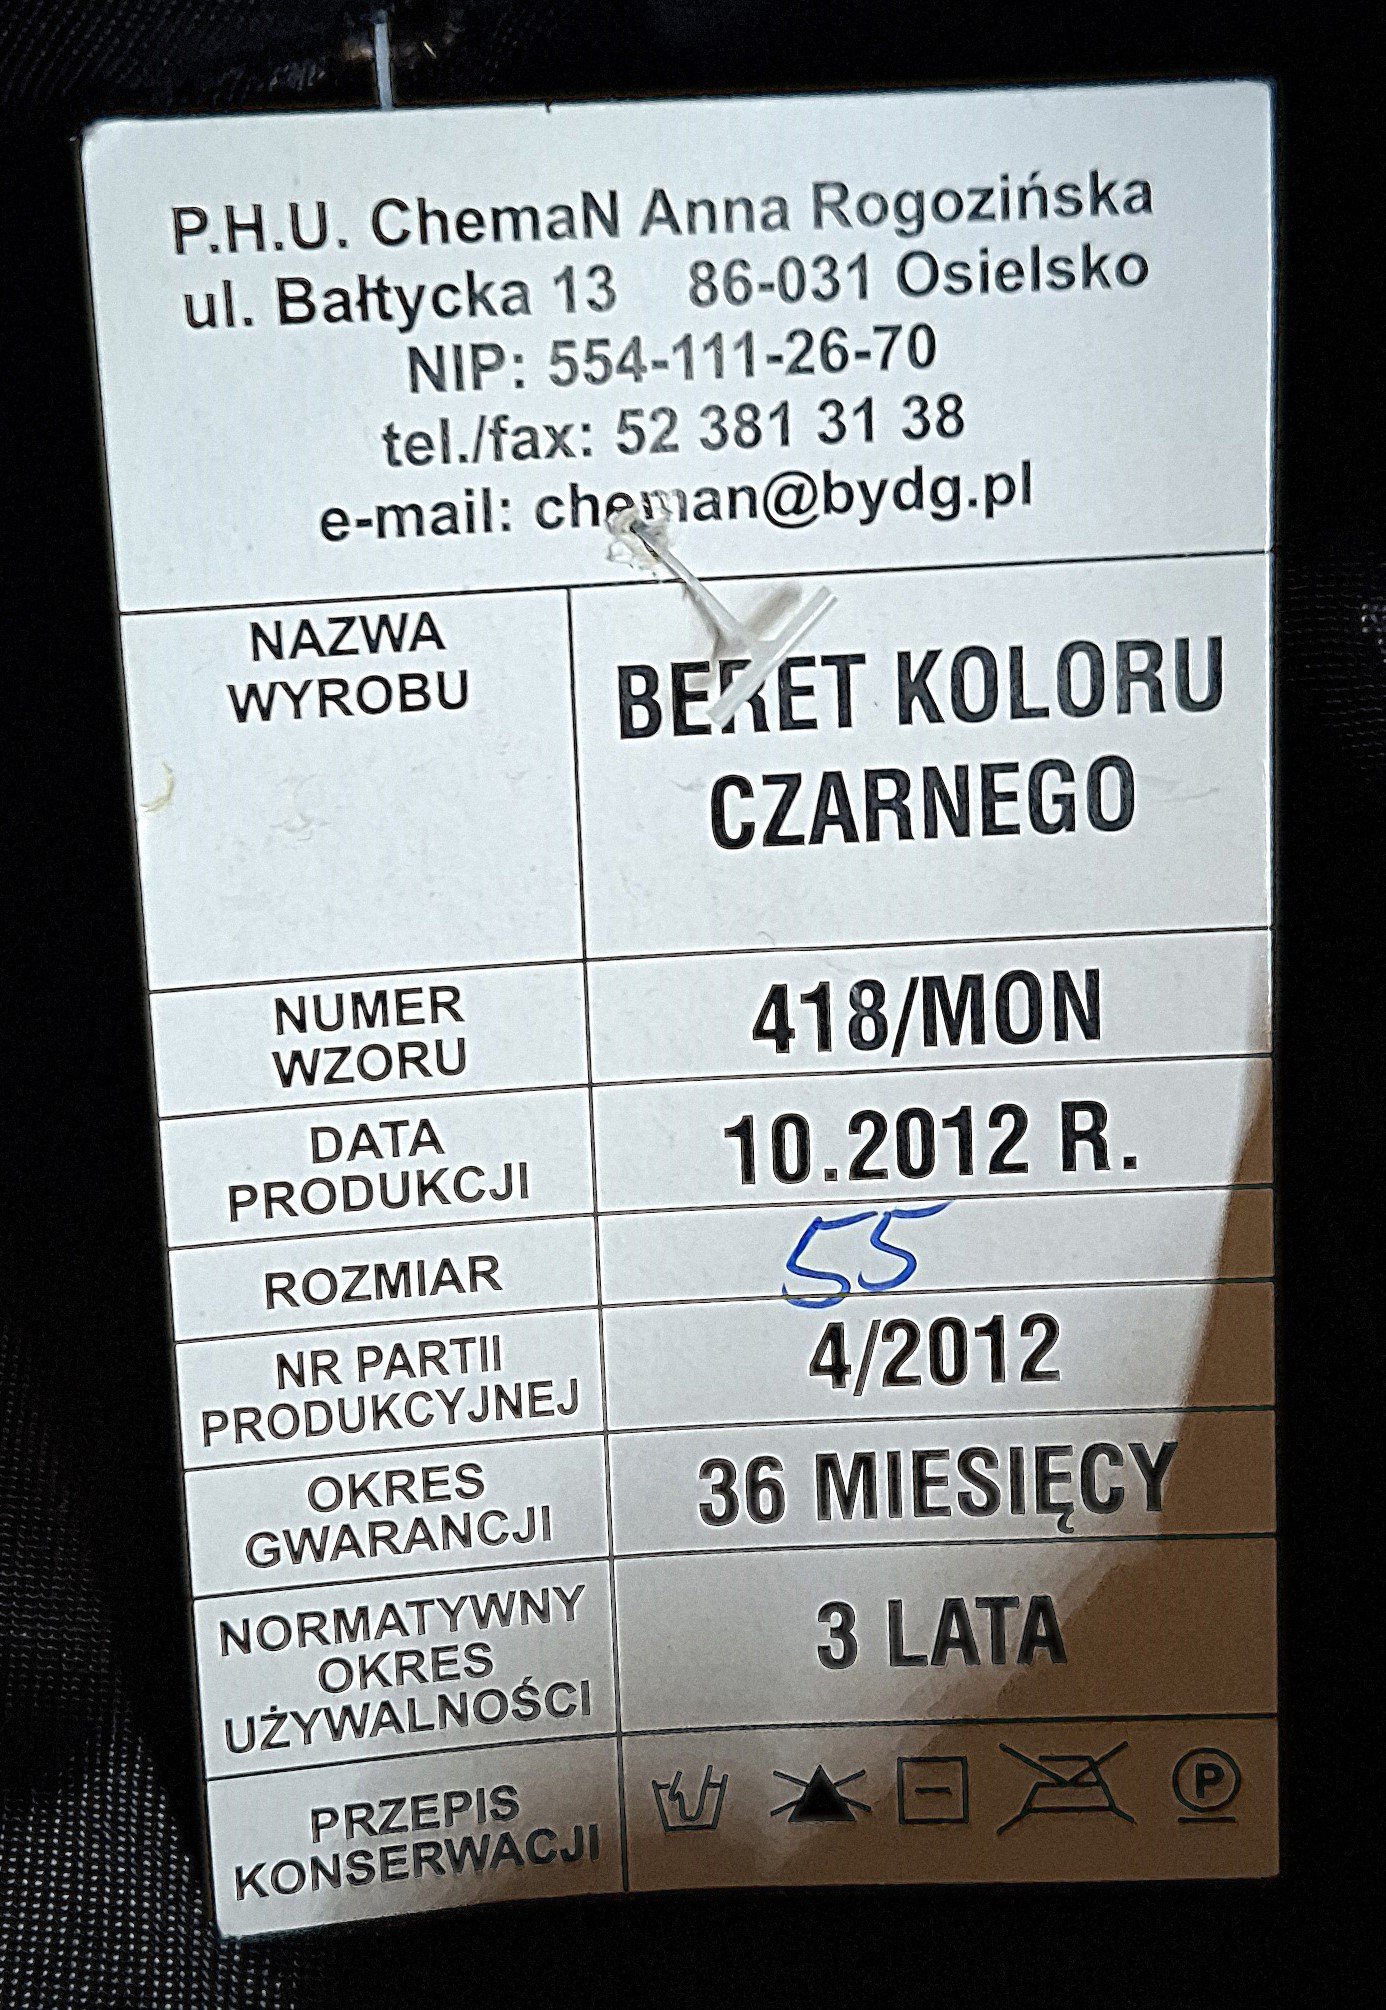 P.H.U. ChemaN Anna Rogozińska
ul. Bałtycka 13 86-031 Osielsko
NIP: 554-111-26-70
tel./fax: 52 381 31 38
e-mail: cheman@bydg.pl
NAZWA
WYROBU
BERET KOLORU
CZARNEGO
NUMER
WZORU
418/MON
DATA
PRODUKCJI
10.2012 R.
ROZMIAR
55
NR PARTII
PRODUKCYJNEJ
4/2012
OKRES
GWARANCJI
36 MIESIĘCY
NORMATYWNY
OKRES
UŻYWALNOŚCI
3 LATA
PRZEPIS
KONSERWACJI
P